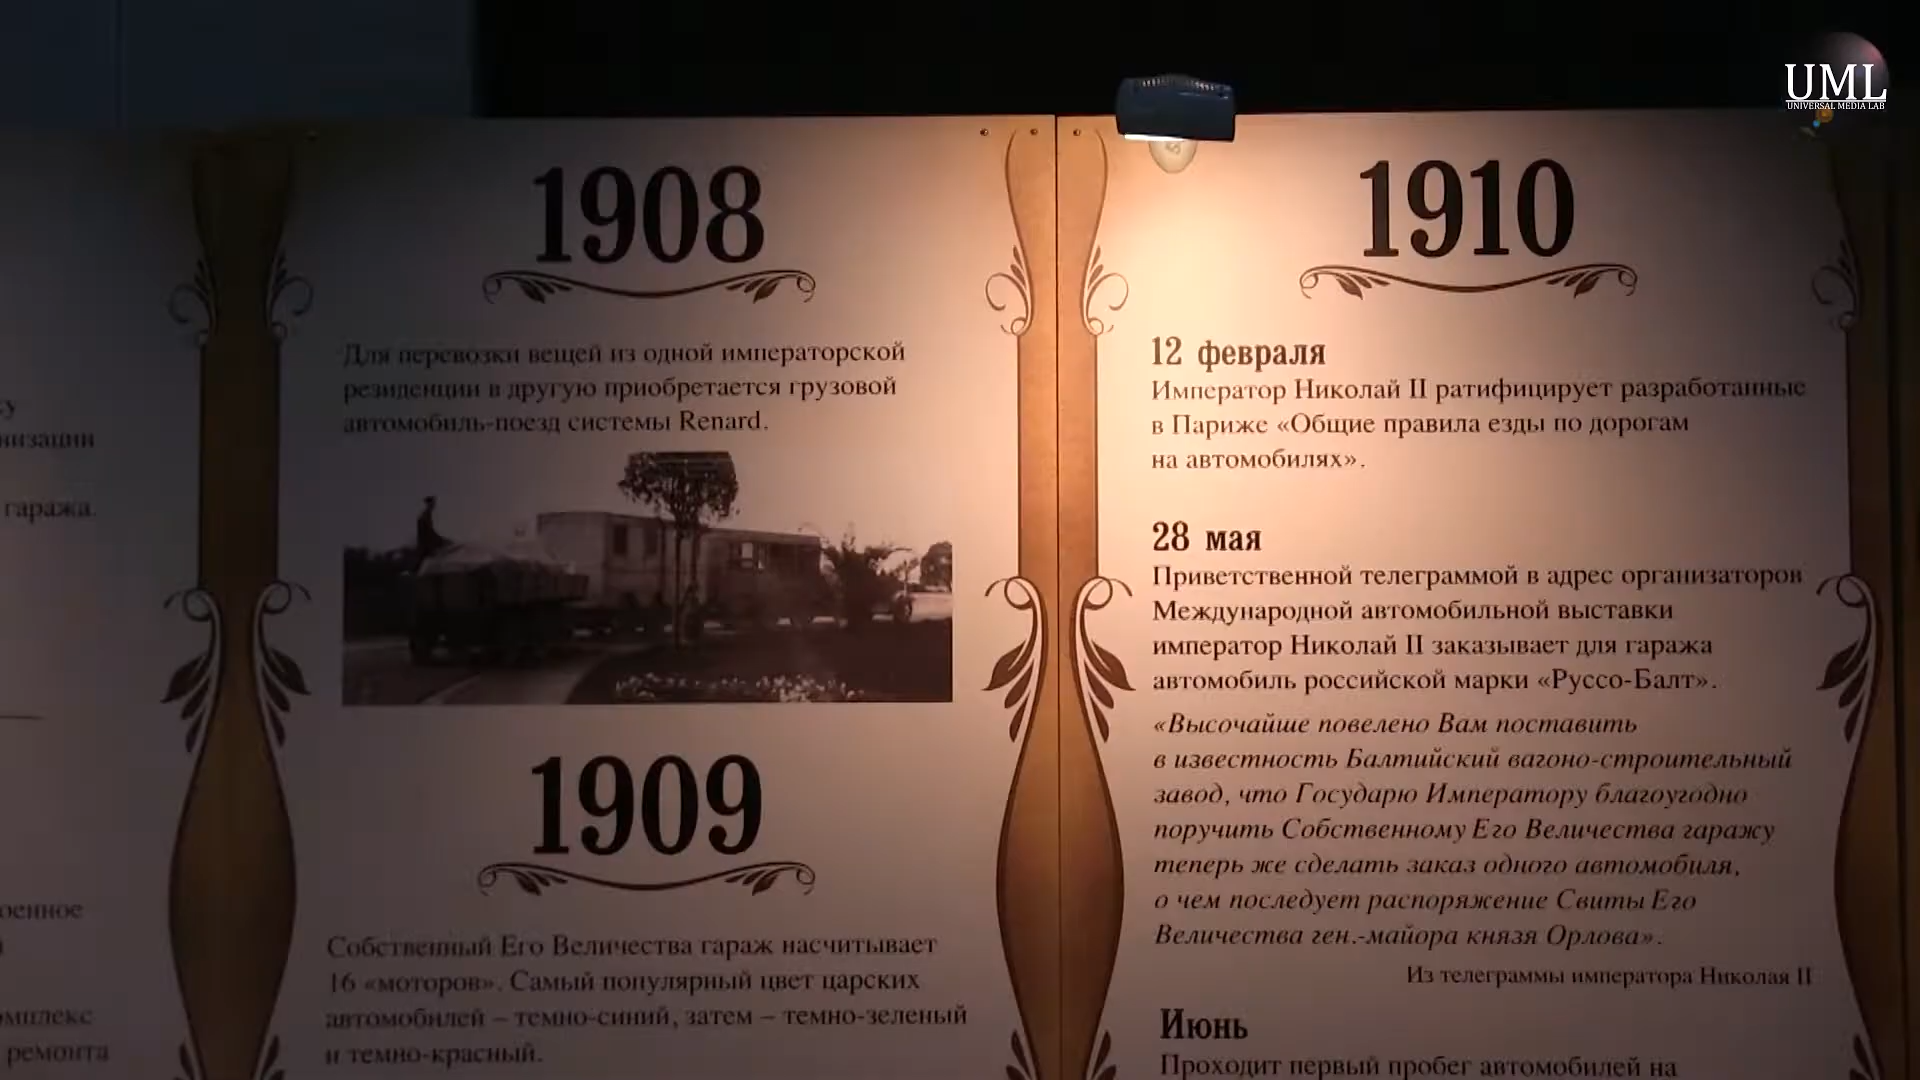 UML
UNIVERSAL MEDIA LAB
низации
гаража.
ремонта
1908
Для перевозки вещей из одной императорской
резиденции в другую приобретается грузовой
автомобиль-поезд системы Renard.
1909
Собственный Его Величества гараж насчитывает
16 «моторов». Самый популярный цвет царских
автомобилей – темно-синий, затем – темно-зеленый
и темно-красный.
1910
12 февраля
Император Николай II ратифицирует разработанные
в Париже «Общие правила езды по дорогам
на автомобилях».
28 мая
Приветственной телеграммой в адрес организаторов
Международной автомобильной выставки
император Николай II заказывает для гаража
автомобиль российской марки «Руссо-Балт».
«Высочайше повелено Вам поставить
в известность Балтийский вагоно-строительный
завод, что Государю Императору благоугодно
поручить Собственному Его Величества гаражу
теперь же сделать заказ одного автомобиля,
о чем последует распоряжение Свиты Его
Величества ген.-майора князя Орлова».
Из телеграммы императора Николая II
Июнь
Проходит первый пробег автомобилей на